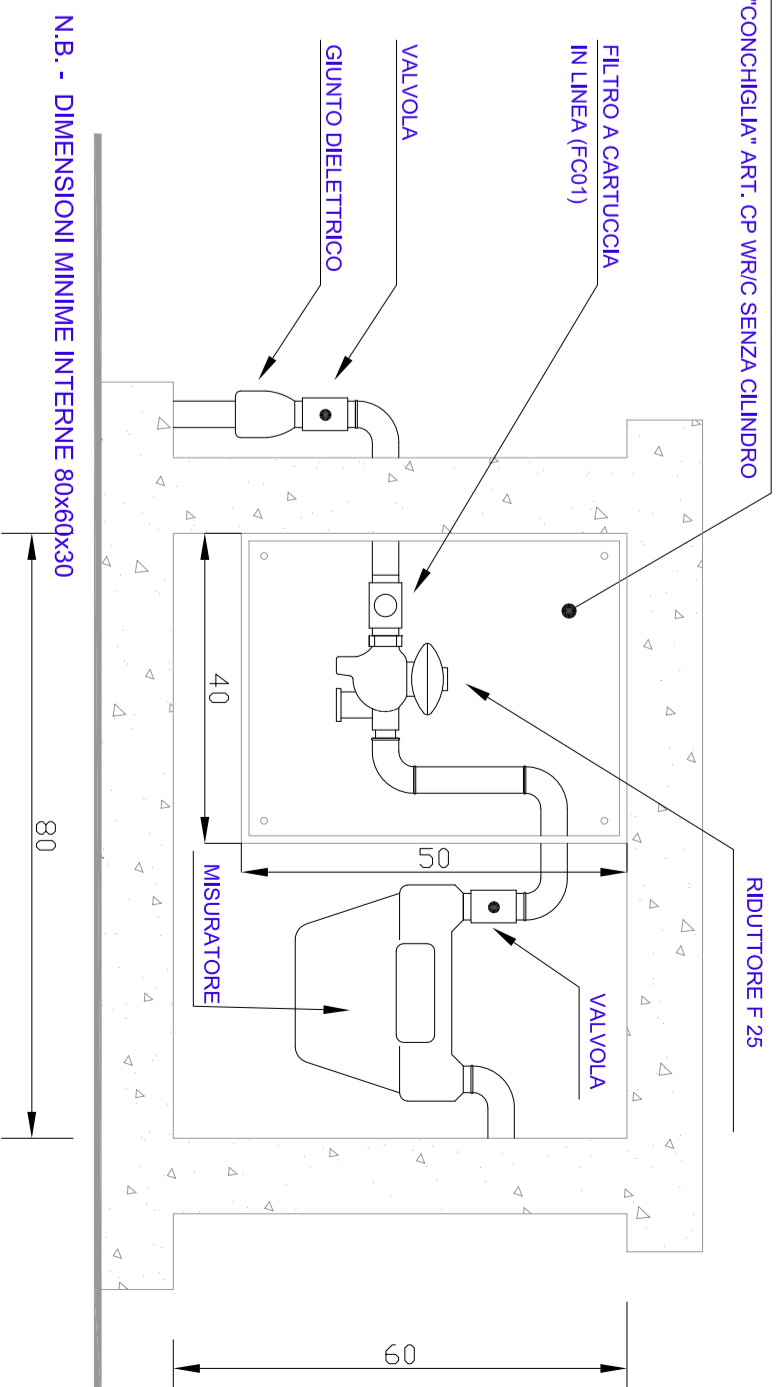 "CONCHIGLIA" ART. CP WR/C SENZA CILINDRO
RIDUTTORE F 25
FILTRO A CARTUCCIA
IN LINEA (FC01)
VALVOLA
VALVOLA
GIUNTO DIELETTRICO
MISURATORE
50
40
60
80
N.B. - DIMENSIONI MINIME INTERNE 80x60x30